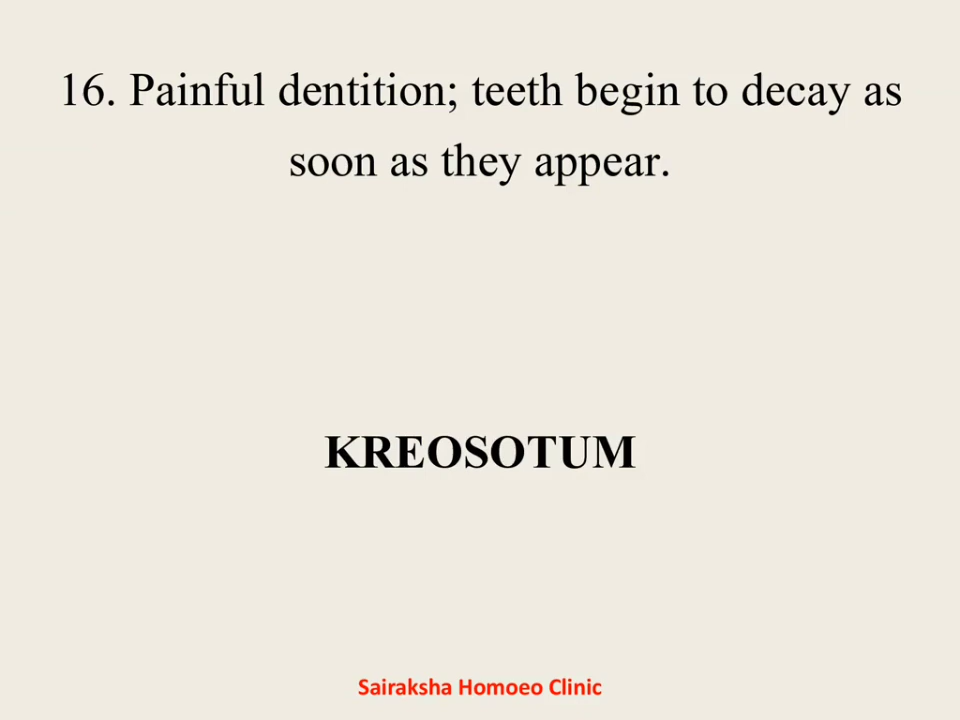 16. Painful dentition; teeth begin to decay as
soon as they appear.
KREOSOTUM
Sairaksha Homoeo Clinic